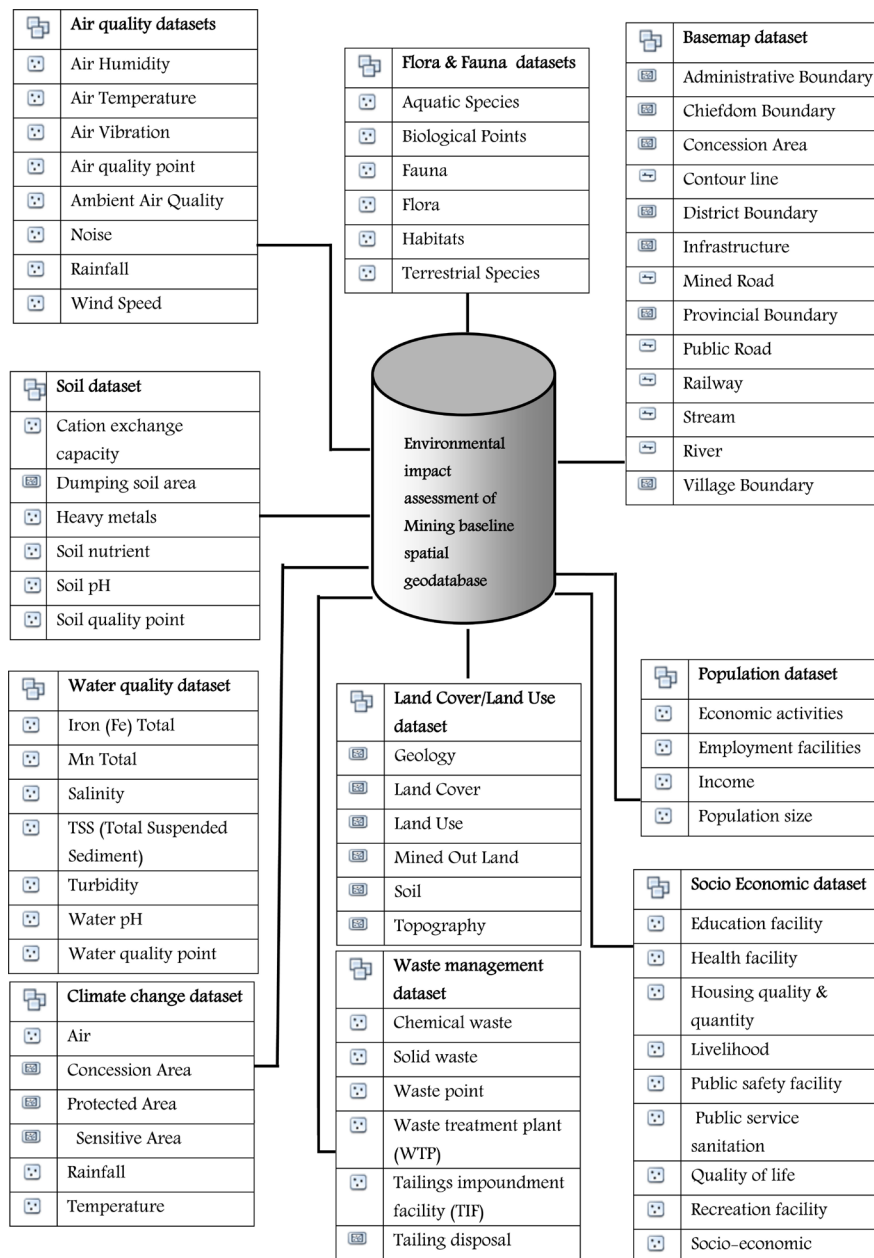 Air quality datasets
Air Humidity
Air Temperature
Air Vibration
Air quality point
Ambient Air Quality
Noise
Rainfall
Wind Speed
Flora & Fauna datasets
Aquatic Species
Biological Points
Fauna
Flora
Habitats
Terrestrial Species
Basemap dataset
Administrative Boundary
Chiefdom Boundary
Concession Area
Contour line
District Boundary
Infrastructure
Mined Road
Provincial Boundary
Public Road
Railway
Stream
River
Village Boundary
Soil dataset
Cation exchange
capacity
Dumping soil area
Heavy metals
Soil nutrient
Soil pH
Soil quality point
Environmental
impact
assessment of
Mining baseline
spatial
geodatabase
Water quality dataset
Iron (Fe) Total
Mn Total
Salinity
TSS (Total Suspended
Sediment)
Turbidity
Water pH
Water quality point
Land Cover/Land Use
dataset
Geology
Land Cover
Land Use
Mined Out Land
Soil
Topography
Population dataset
Economic activities
Employment facilities
Income
Population size
Climate change dataset
Air
Concession Area
Protected Area
Sensitive Area
Rainfall
Temperature
Waste management
dataset
Chemical waste
Solid waste
Waste point
Waste treatment plant
(WTP)
Tailings impoundment
facility (TIF)
Tailing disposal
Socio Economic dataset
Education facility
Health facility
Housing quality &
quantity
Livelihood
Public safety facility
Public service
sanitation
Quality of life
Recreation facility
Socio-economic